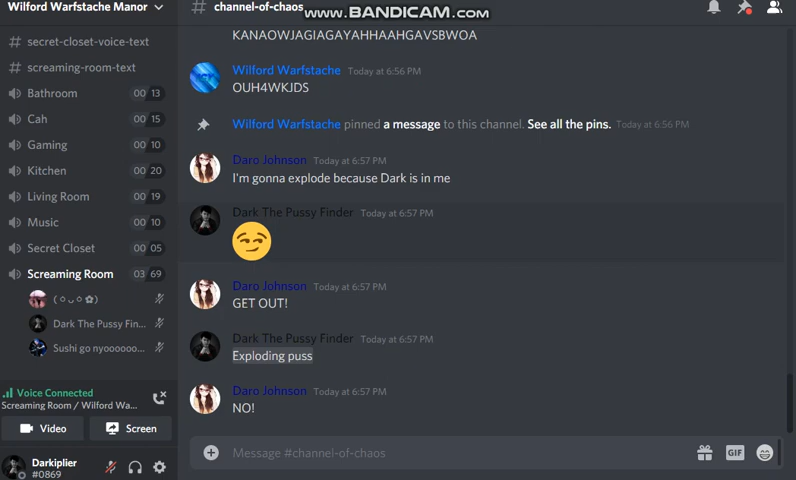 Wilford Warfstache Manor
# channel-of-chaos
www.BANDICAM.com
# secret-closet-voice-text
# screaming-room-text
Bathroom 00 13
Cah 00 15
Gaming 00 10
Kitchen 00 20
Living Room 00 19
Music 00 10
Secret Closet 00 05
Screaming Room 03 69
Dark The Pussy Fin...
Sushi go nyoooooo...
Voice Connected
Screaming Room / Wilford Wa...
Video Screen
Darkiplier
#0869
KANAOWJAGIAGAYAHHAAHGAVSBWOA
Wilford Warfstache Today at 6:56 PM
OUH4WKJDS
Wilford Warfstache pinned a message to this channel. See all the pins. Today at 6:56 PM
Daro Johnson Today at 6:57 PM
I'm gonna explode because Dark is in me
Dark The Pussy Finder Today at 6:57 PM
Daro Johnson Today at 6:57 PM
GET OUT!
Dark The Pussy Finder Today at 6:57 PM
Exploding puss
Daro Johnson Today at 6:57 PM
NO!
Message #channel-of-chaos
GIF